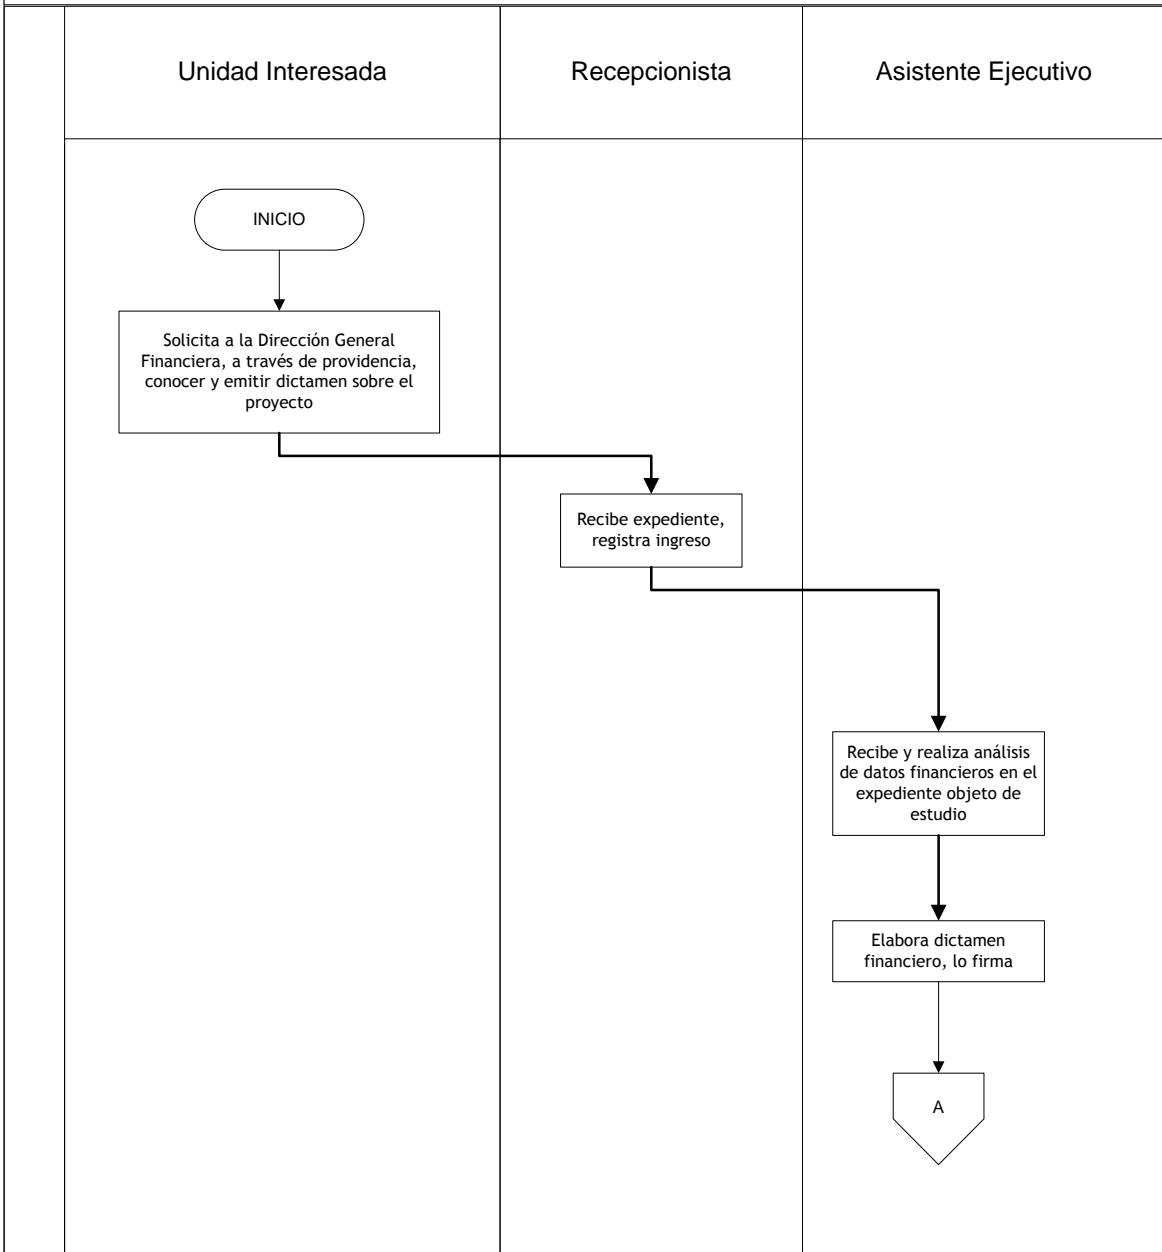 Unidad Interesada
Recepcionista
Asistente Ejecutivo
INICIO
Solicita a la Dirección General
Financiera, a través de providencia,
conocer y emitir dictamen sobre el
proyecto
Recibe expediente,
registra ingreso
Recibe y realiza análisis
de datos financieros en el
expediente objeto de
estudio
Elabora dictamen
financiero, lo firma
A